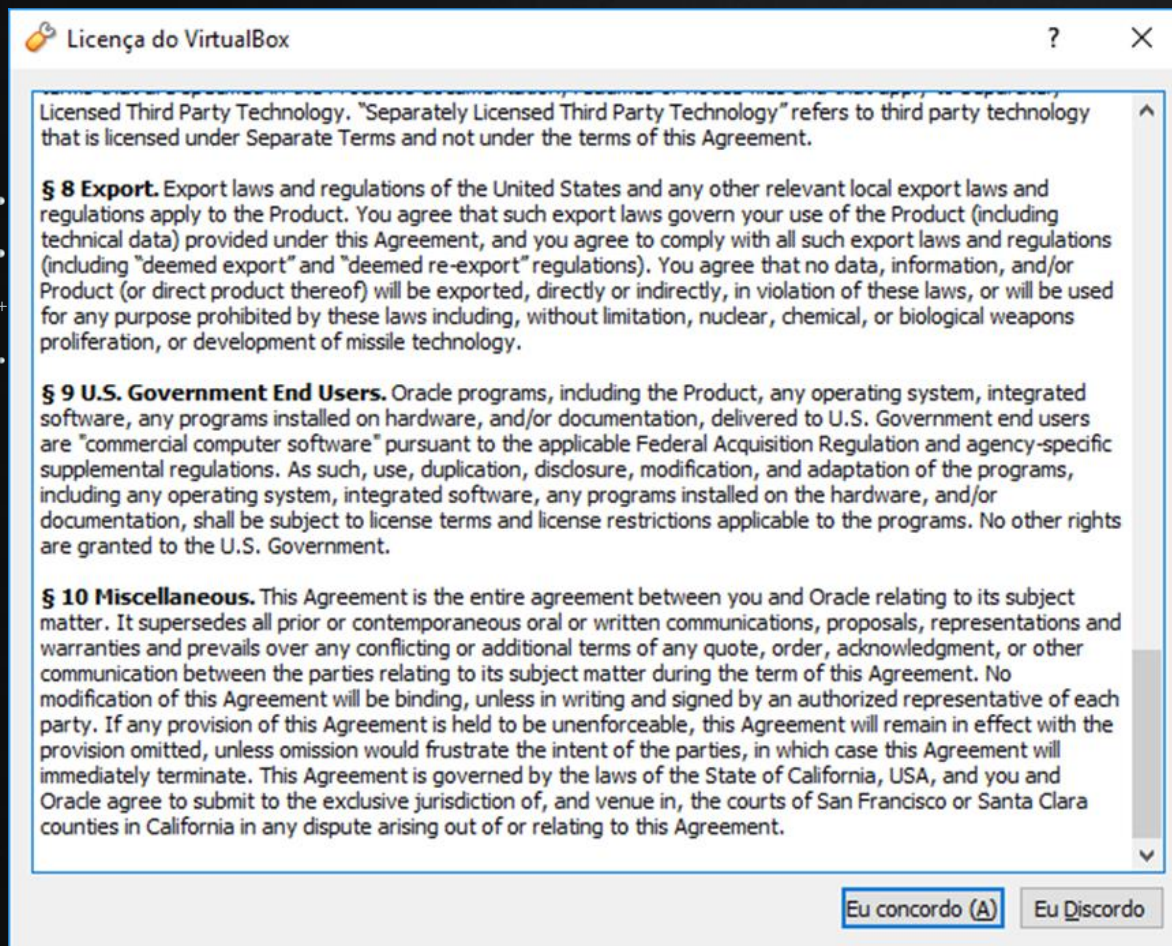 Licença do VirtualBox
?
Licensed Third Party Technology. "Separately Licensed Third Party Technology" refers to third party technology
that is licensed under Separate Terms and not under the terms of this Agreement.
§ 8 Export. Export laws and regulations of the United States and any other relevant local export laws and
regulations apply to the Product. You agree that such export laws govern your use of the Product (including
technical data) provided under this Agreement, and you agree to comply with all such export laws and regulations
(including "deemed export" and "deemed re-export" regulations). You agree that no data, information, and/or
Product (or direct product thereof) will be exported, directly or indirectly, in violation of these laws, or will be used
for any purpose prohibited by these laws including, without limitation, nuclear, chemical, or biological weapons
proliferation, or development of missile technology.
§ 9 U.S. Government End Users. Oracle programs, including the Product, any operating system, integrated
software, any programs installed on hardware, and/or documentation, delivered to U.S. Government end users
are "commercial computer software" pursuant to the applicable Federal Acquisition Regulation and agency-specific
supplemental regulations. As such, use, duplication, disclosure, modification, and adaptation of the programs,
including any operating system, integrated software, any programs installed on the hardware, and/or
documentation, shall be subject to license terms and license restrictions applicable to the programs. No other rights
are granted to the U.S. Government.
§ 10 Miscellaneous. This Agreement is the entire agreement between you and Oracle relating to its subject
matter. It supersedes all prior or contemporaneous oral or written communications, proposals, representations and
warranties and prevails over any conflicting or additional terms of any quote, order, acknowledgment, or other
communication between the parties relating to its subject matter during the term of this Agreement. No
modification of this Agreement will be binding, unless in writing and signed by an authorized representative of each
party. If any provision of this Agreement is held to be unenforceable, this Agreement will remain in effect with the
provision omitted, unless omission would frustrate the intent of the parties, in which case this Agreement will
immediately terminate. This Agreement is governed by the laws of the State of California, USA, and you and
Oracle agree to submit to the exclusive jurisdiction of, and venue in, the courts of San Francisco or Santa Clara
counties in California in any dispute arising out of or relating to this Agreement.
Eu concordo (A)
Eu Discordo